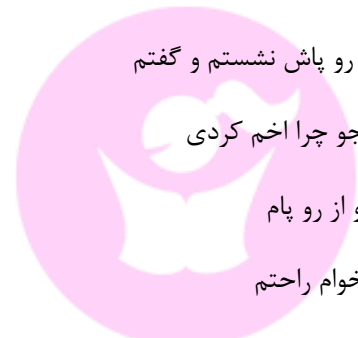 رو پاش نشستم و گفتم
جو چرا اخم کردی
و از رو پام
خوام راحتم